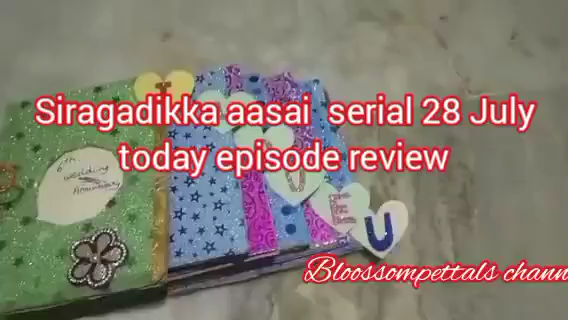 Siragadikka aasai serial 28 July
today episode review
6th
wedding
Anniversary
I
E
U
Bloossompettals chann